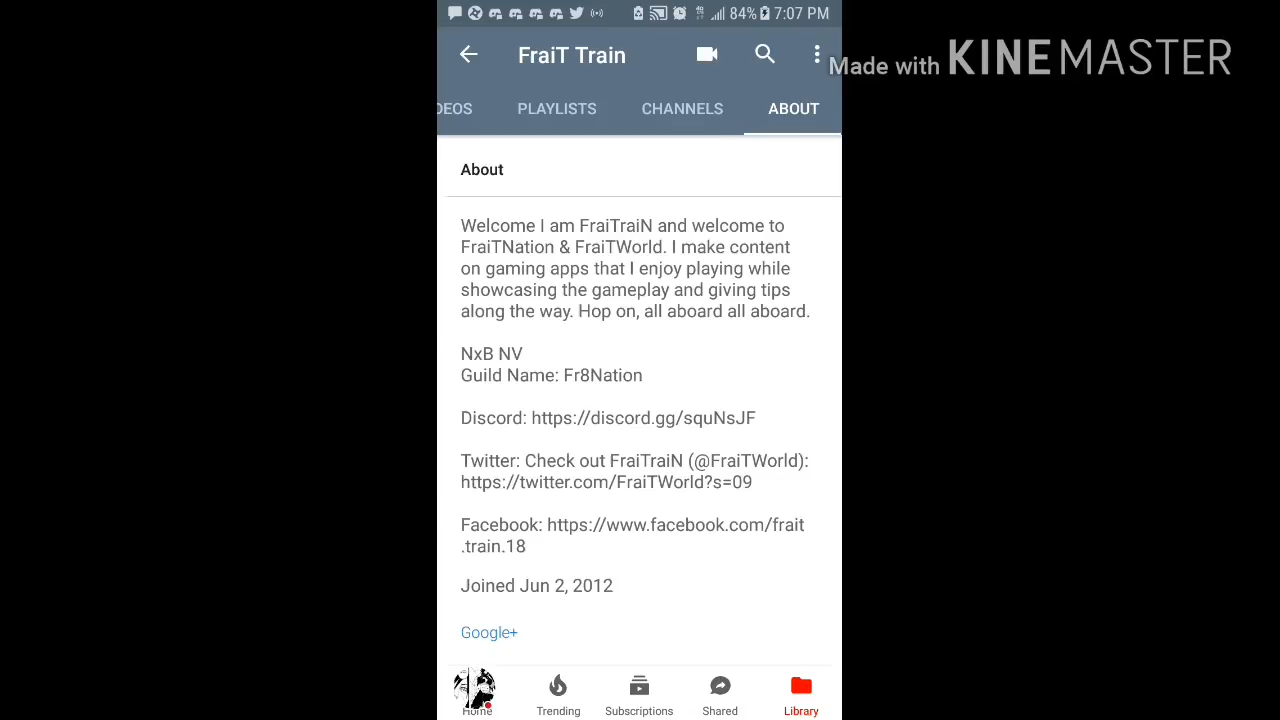 84% 7:07 PM
FraiT Train
Made with KINEMASTER
DEOS PLAYLISTS CHANNELS ABOUT
About
Welcome I am FraiTraiN and welcome to
FraiTNation & FraiTWorld. I make content
on gaming apps that I enjoy playing while
showcasing the gameplay and giving tips
along the way. Hop on, all aboard all aboard.
NxB NV
Guild Name: Fr8Nation
Discord: https://discord.gg/squNsJF
Twitter: Check out FraiTraiN (@FraiTWorld):
https://twitter.com/FraiTWorld?s=09
Facebook: https://www.facebook.com/frait
.train.18
Joined Jun 2, 2012
Google+
Home Trending Subscriptions Shared Library